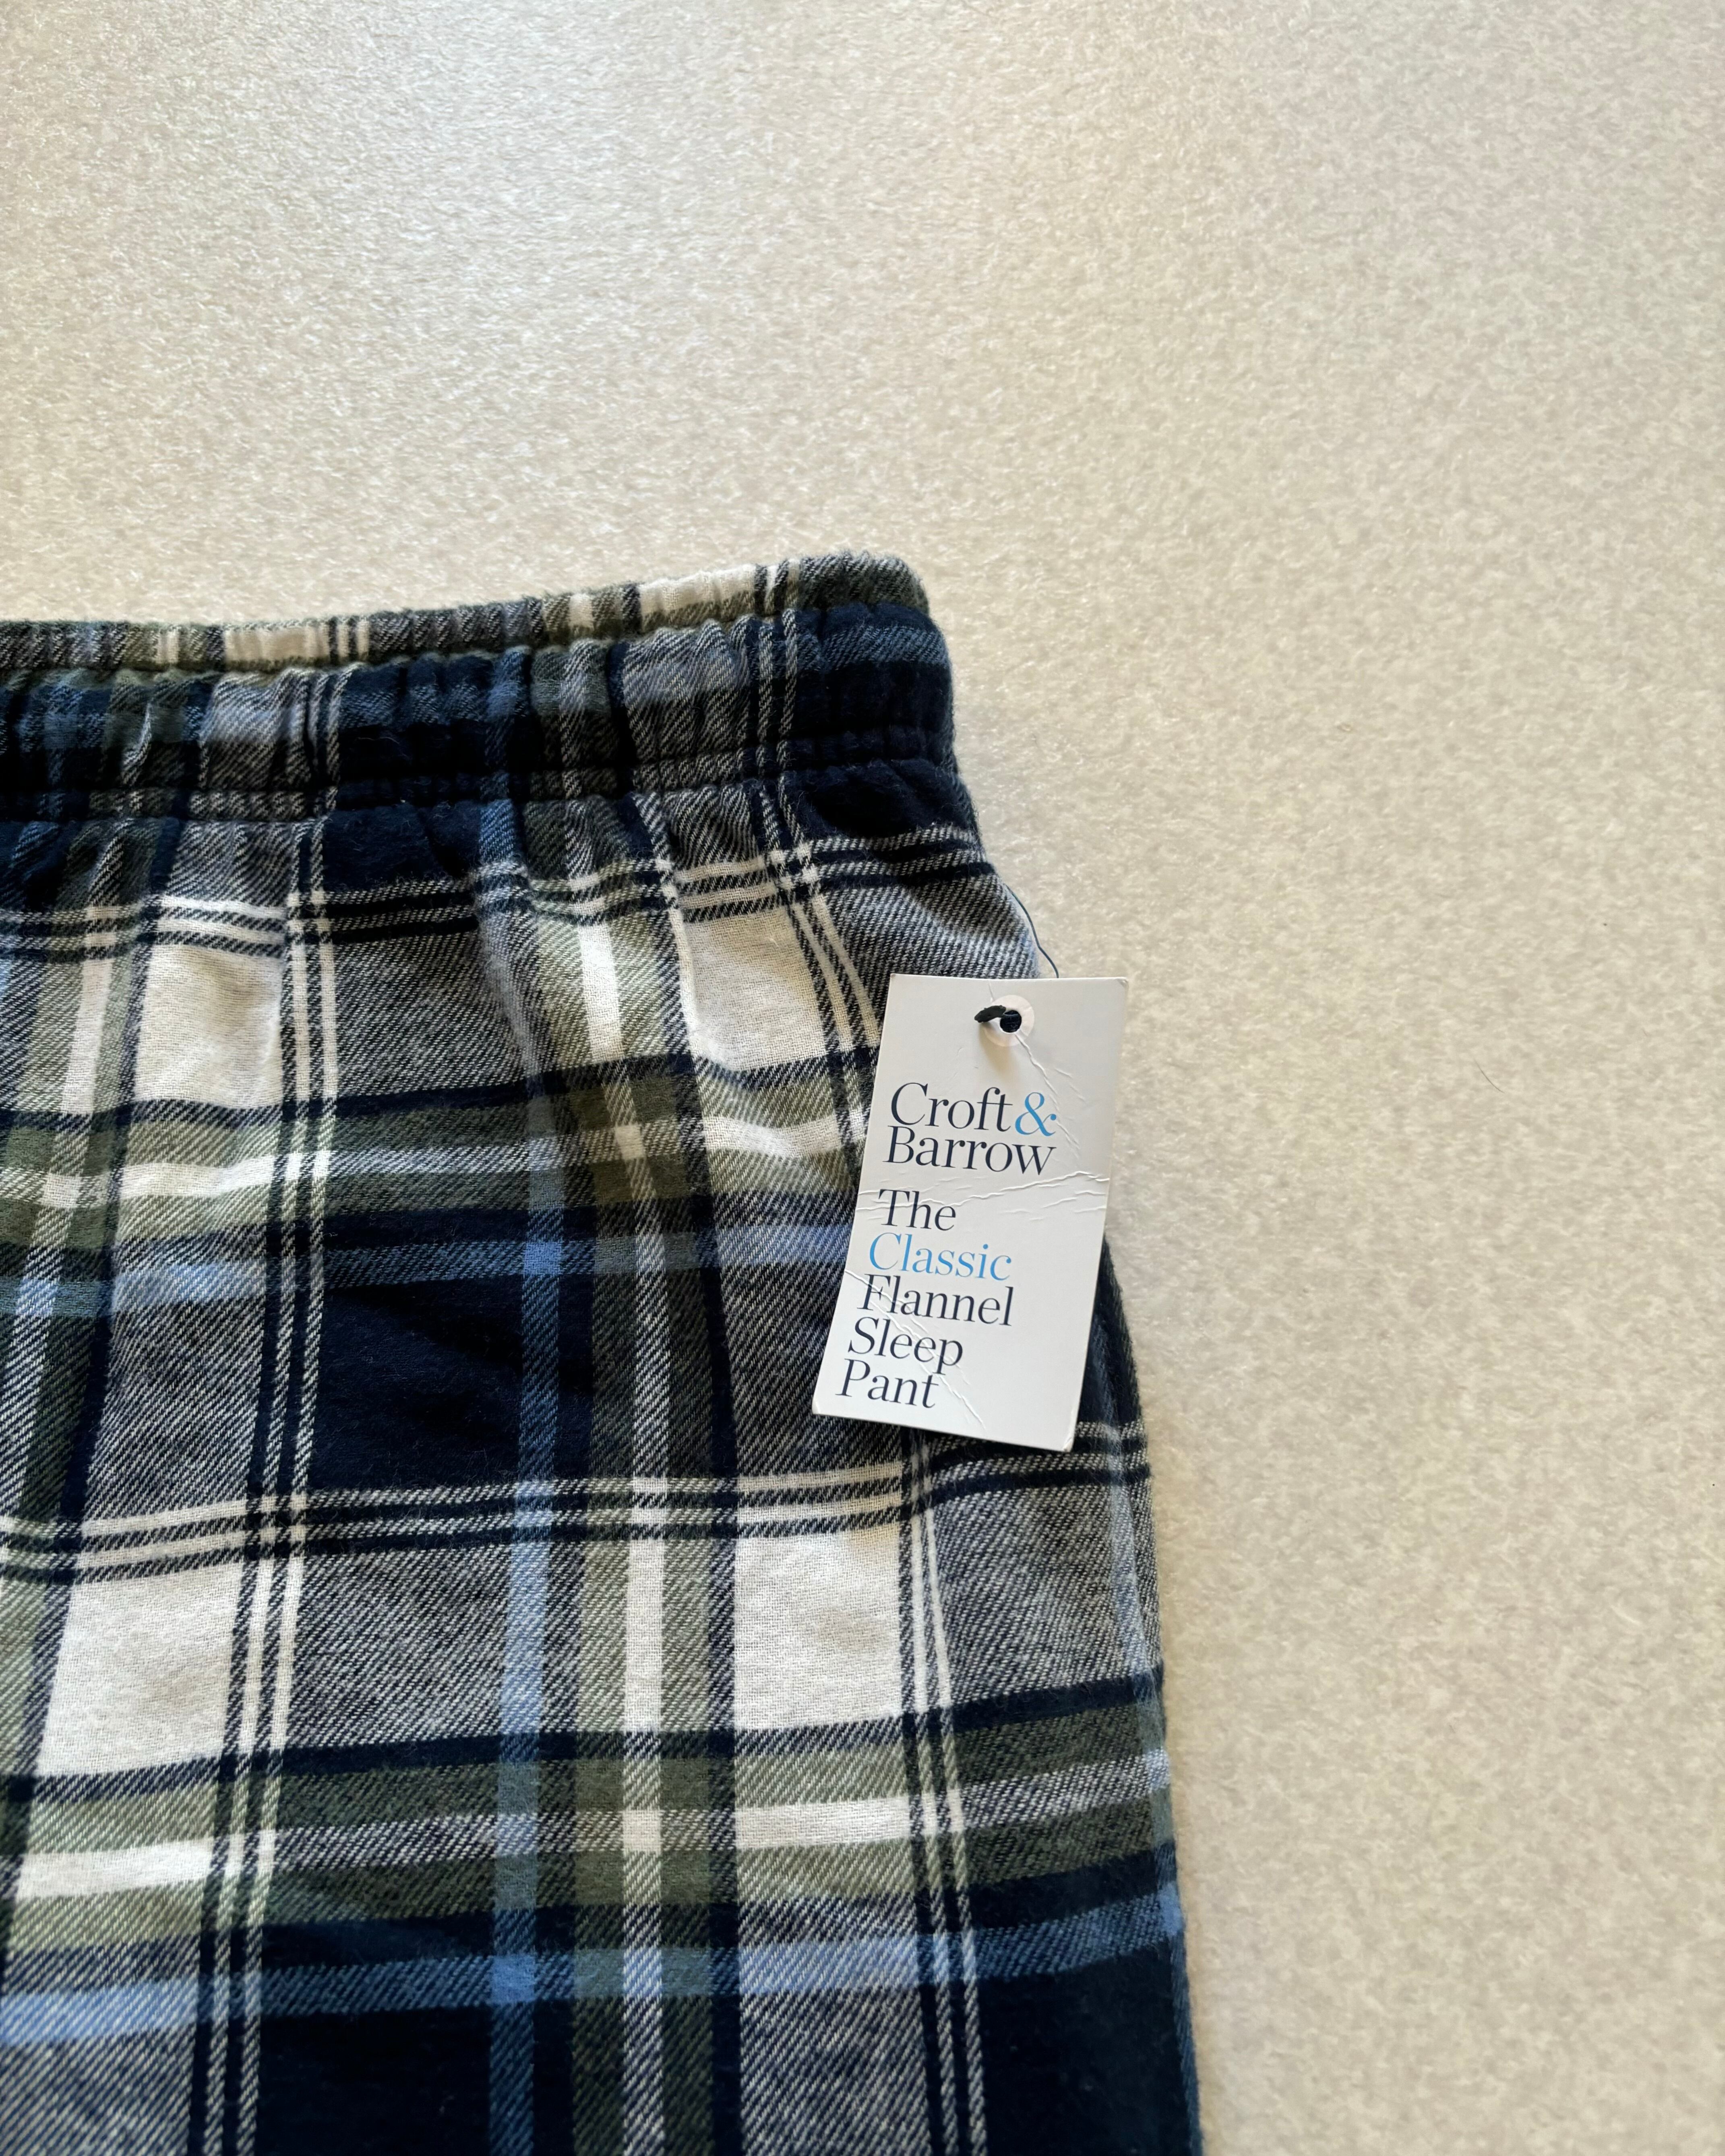 Croft&
Barrow
The
Classic
Flannel
Sleep
Pant